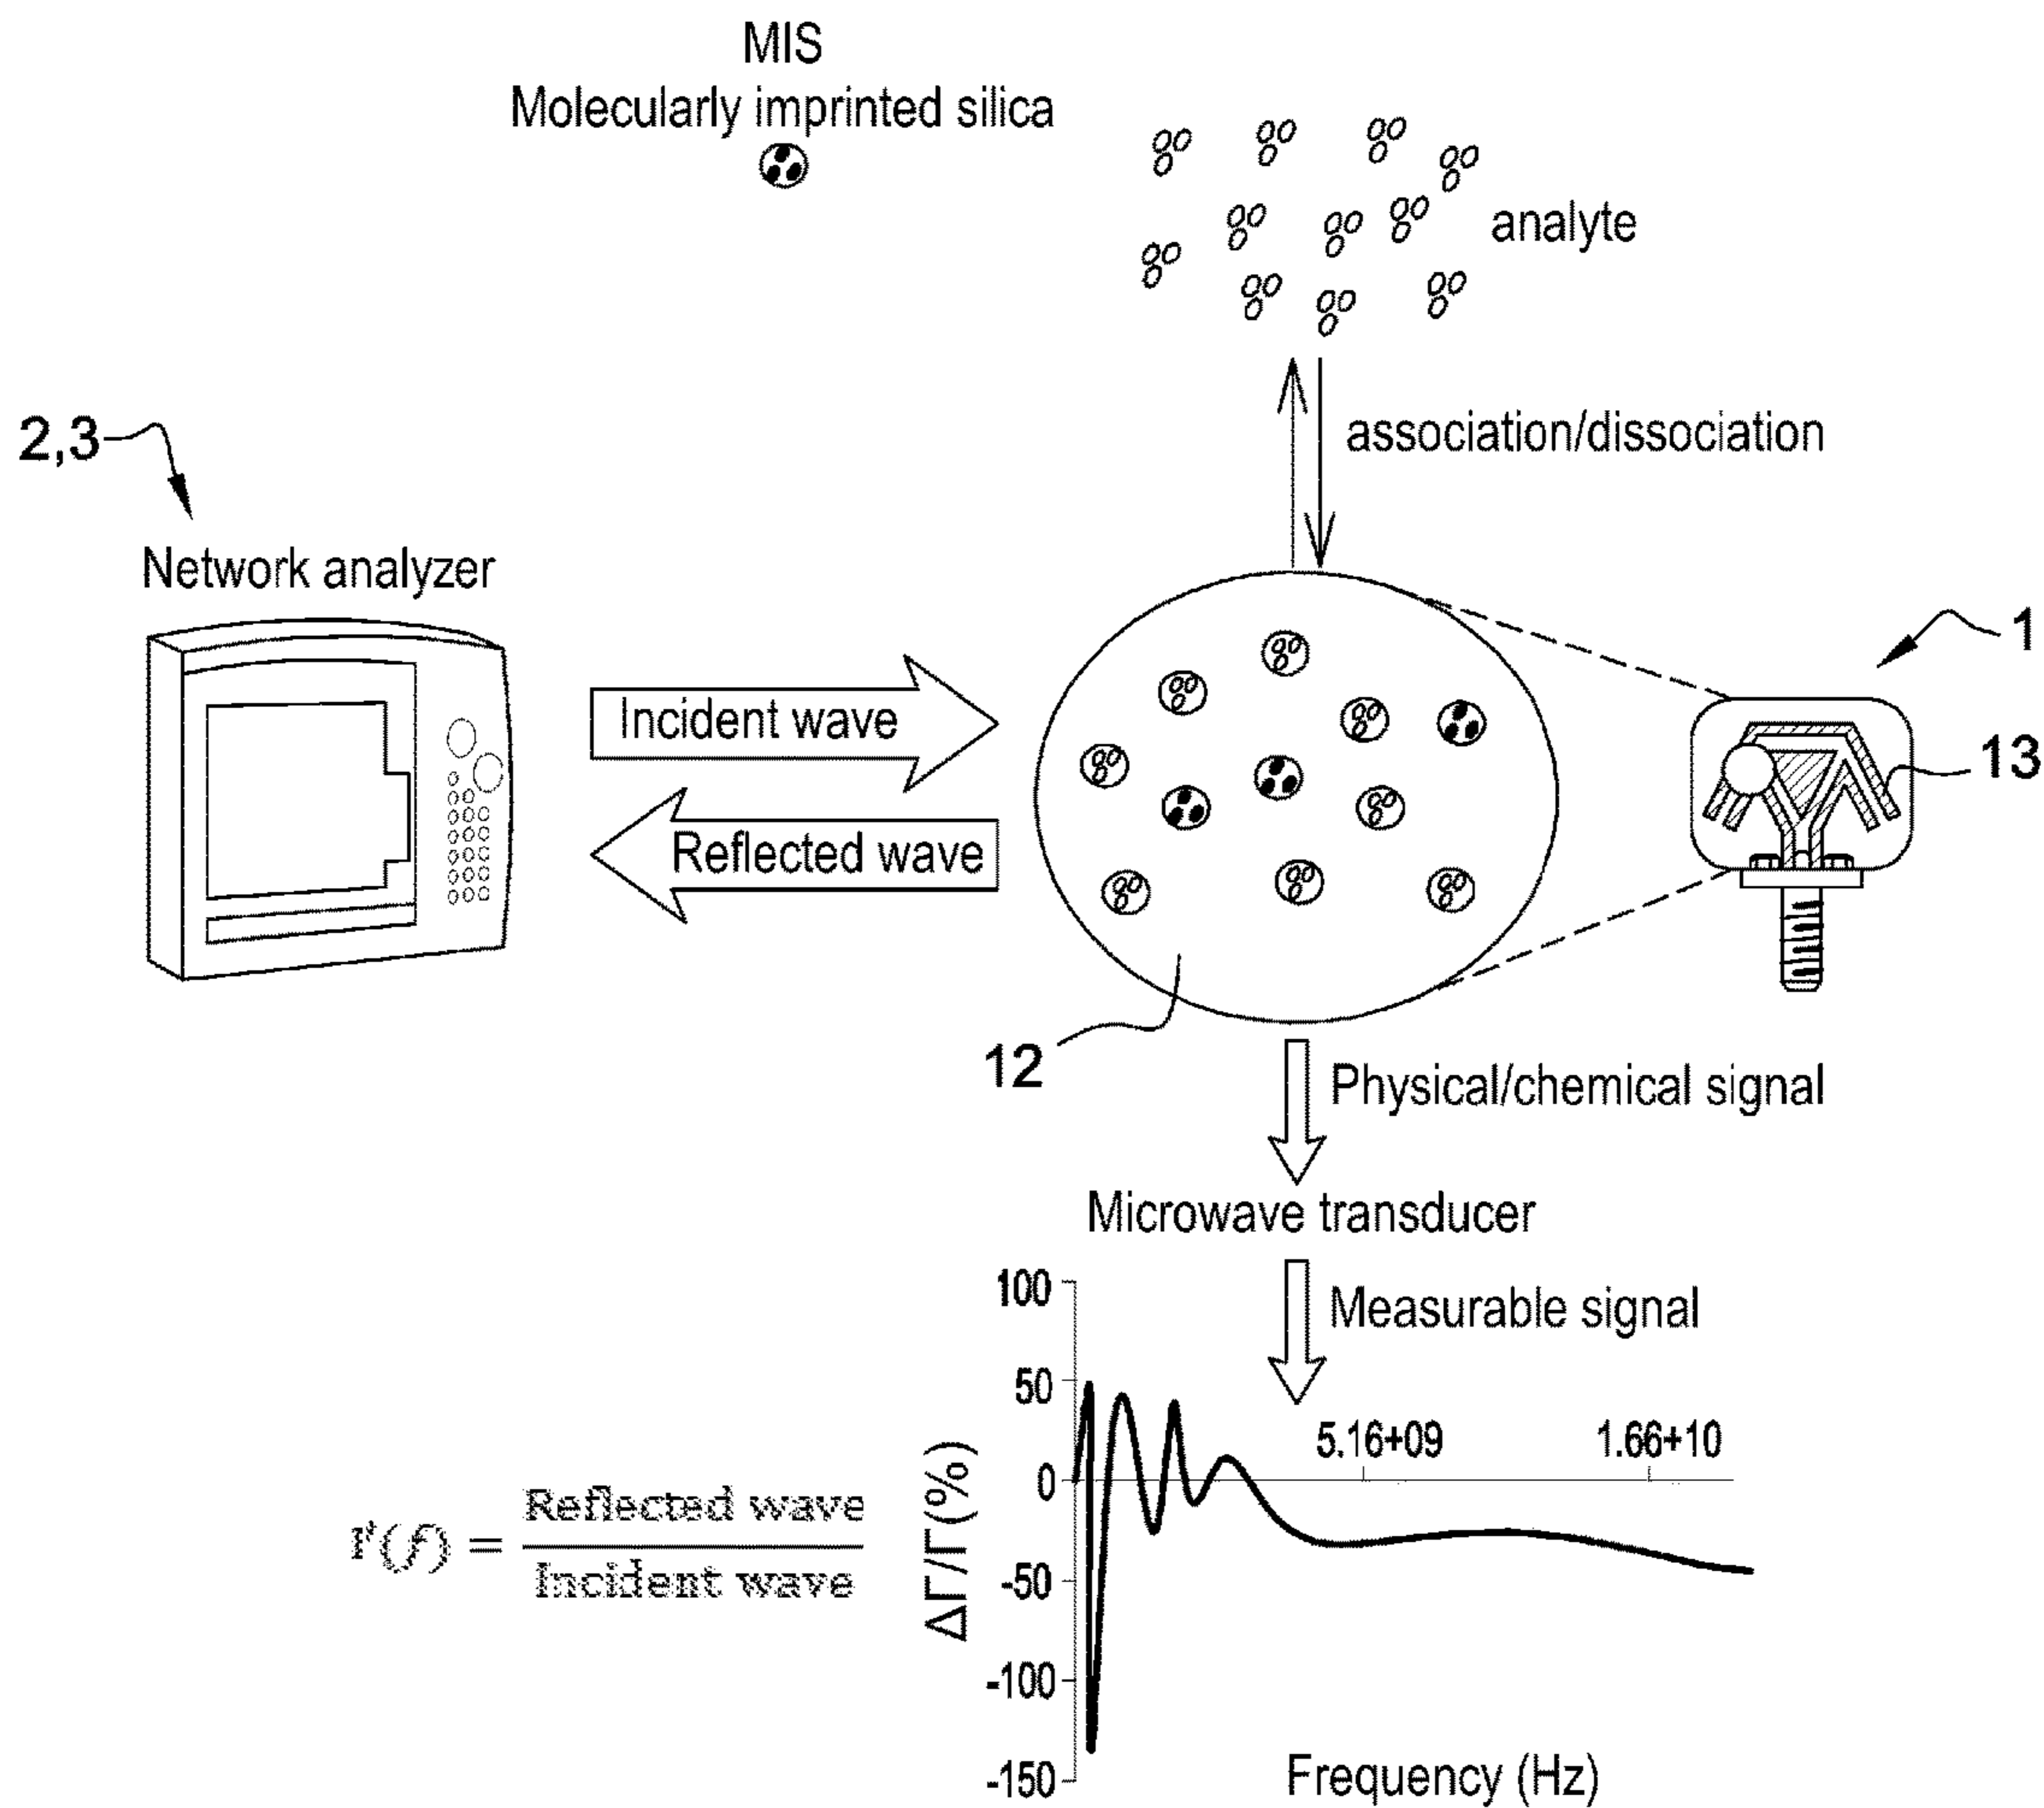 MIS
Molecularly imprinted silica
analyte
2,3
association/dissociation
Network analyzer
1
Incident wave
13
Reflected wave
12
Physical/chemical signal
Microwave transducer
Measurable signal
100
50
0
-50
-100
-150
5.16+09
1.66+10
ΔΓ/Γ(%)
Γ(f) = Reflected wave
Incident wave
Frequency (Hz)